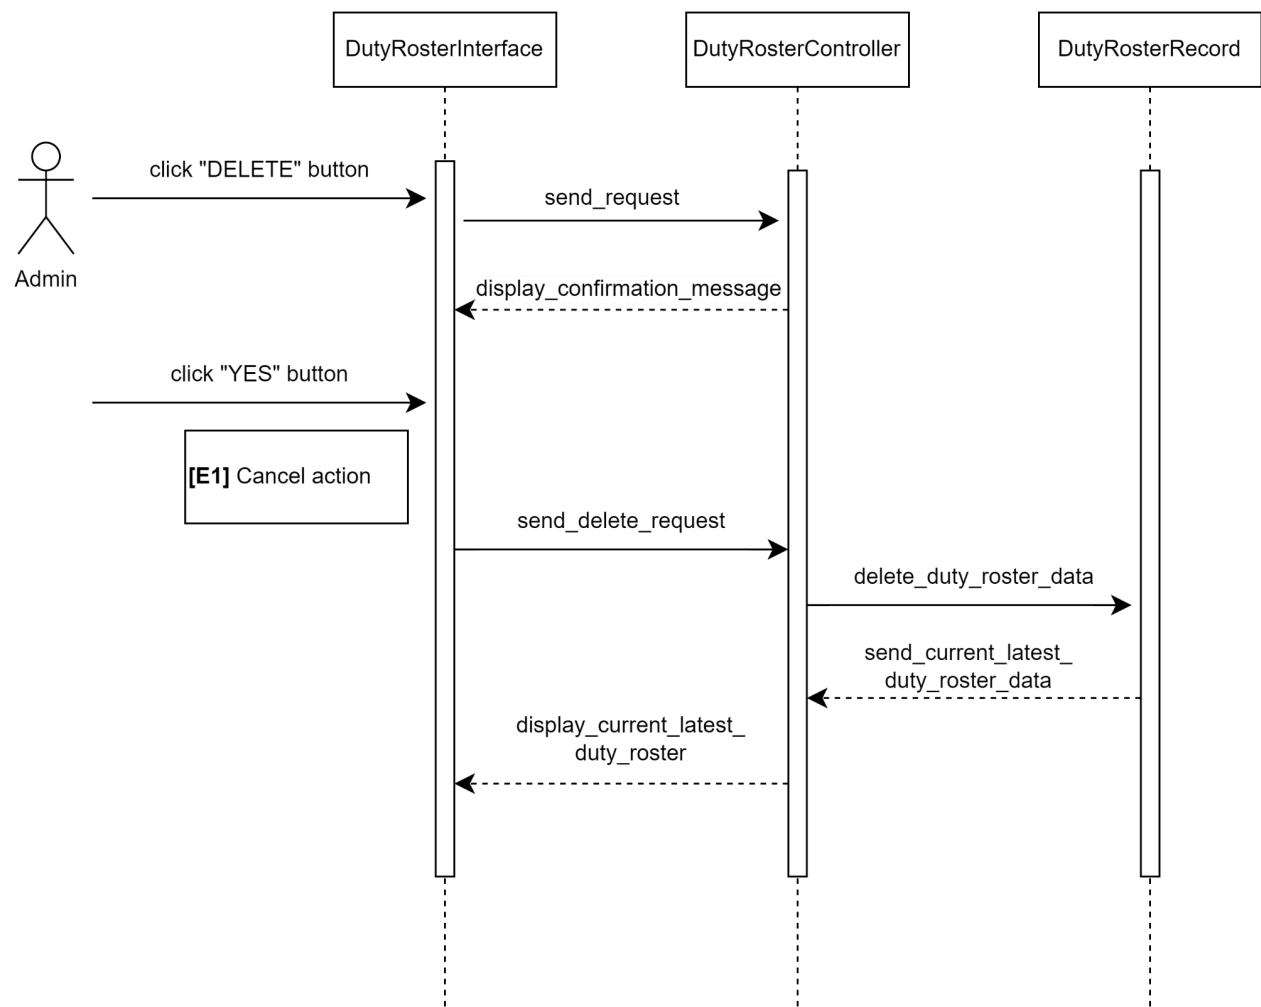 DutyRosterInterface
DutyRosterController
DutyRosterRecord
click "DELETE" button
send_request
Admin
display_confirmation_message
click "YES" button
[E1] Cancel action
send_delete_request
delete_duty_roster_data
send_current_latest_
duty_roster_data
display_current_latest_
duty_roster